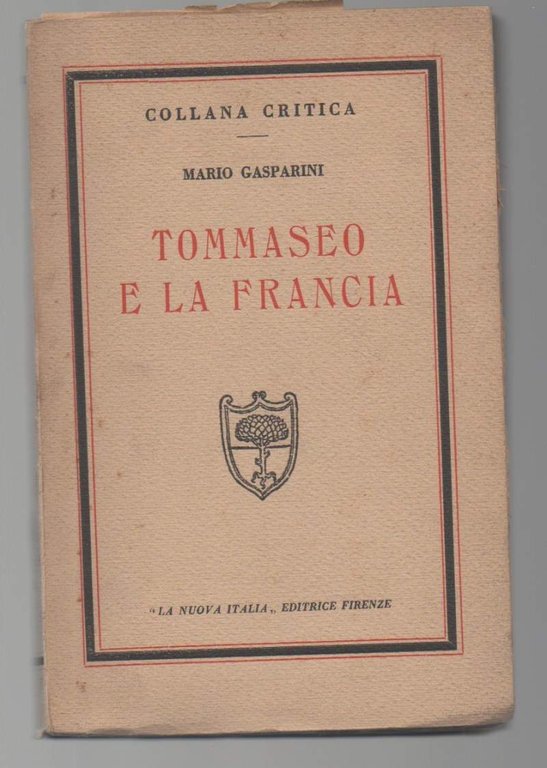 COLLANA CRITICA
MARIO GASPARINI
TOMMASEO
E LA FRANCIA
"LA NUOVA ITALIA„ EDITRICE FIRENZE